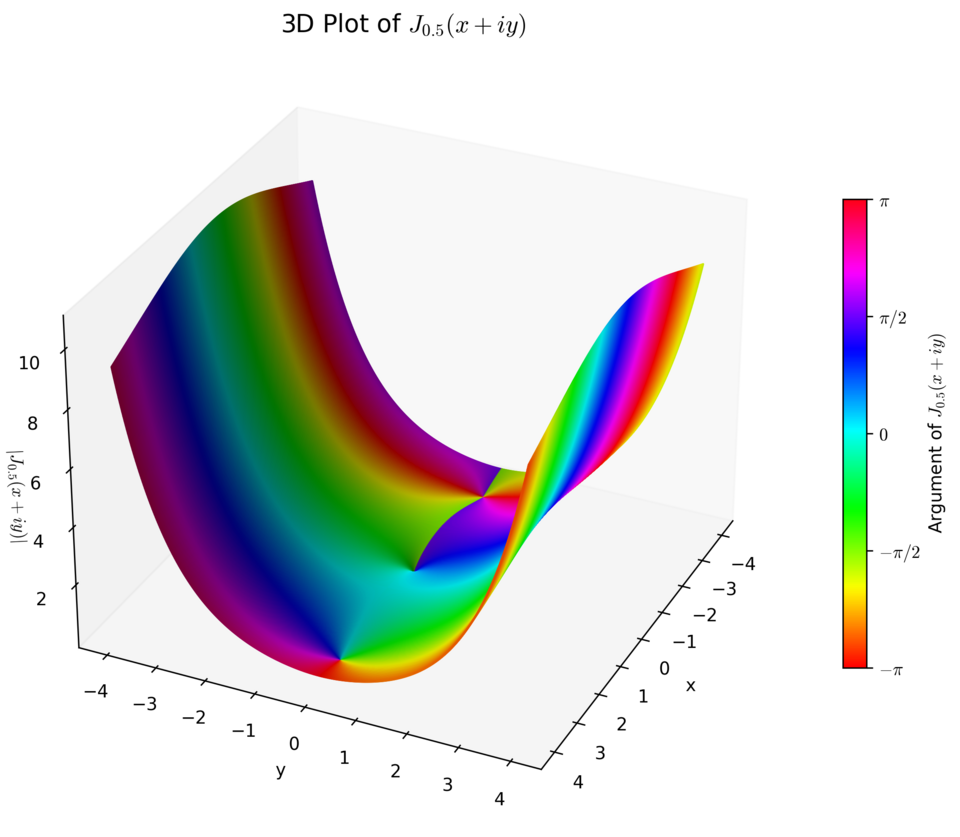 3D Plot of J₀.₅(x + iy)
π
π/2
0
−π/2
−π
Argument of J₀.₅(x + iy)
10
8
6
4
2
|J₀.₅(x + iy)|
−4
−3
−2
−1
0
1
2
3
4
y
−4
−3
−2
−1
0
1
2
3
4
x